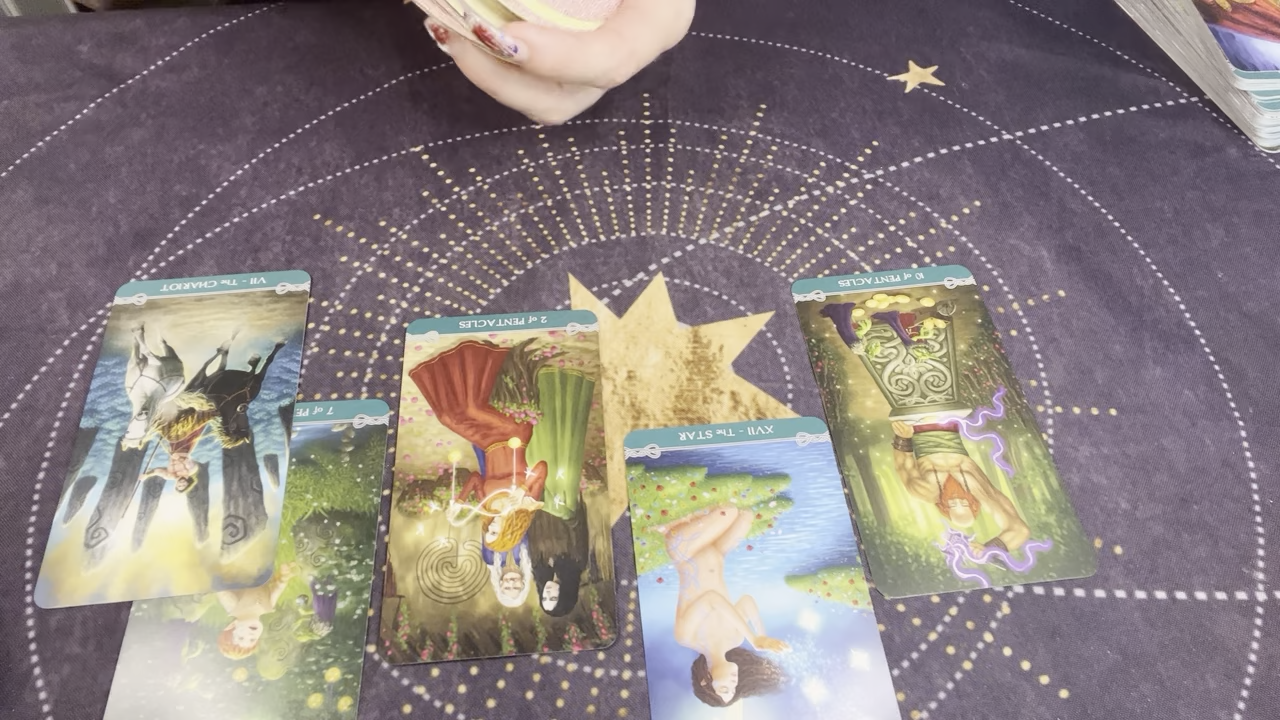 VII - The CHARIOT
7 of PE
2 of PENTACLES
XVII - The STAR
10 of PENTACLES